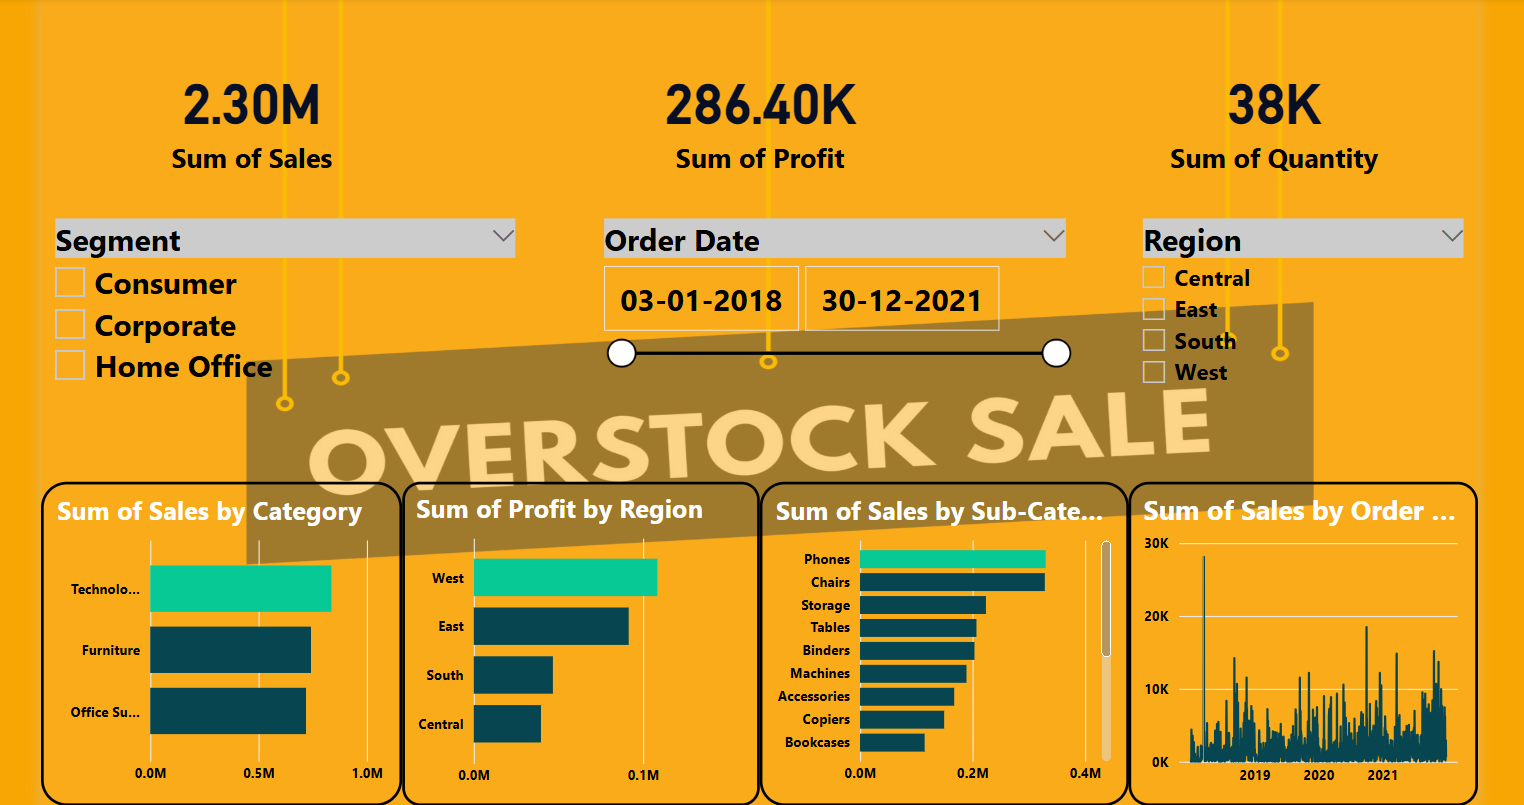 2.30M
Sum of Sales
286.40K
Sum of Profit
38K
Sum of Quantity
Segment
Consumer
Corporate
Home Office
Order Date
03-01-2018 30-12-2021
Region
Central
East
South
West
OVERSTOCK SALE
Sum of Sales by Category
Technolo...
Furniture
Office Su...
0.0M 0.5M 1.0M
Sum of Profit by Region
West
East
South
Central
0.0M 0.1M
Sum of Sales by Sub-Cate...
Phones
Chairs
Storage
Tables
Binders
Machines
Accessories
Copiers
Bookcases
0.0M 0.2M 0.4M
Sum of Sales by Order ...
30K
20K
10K
0K
2019 2020 2021